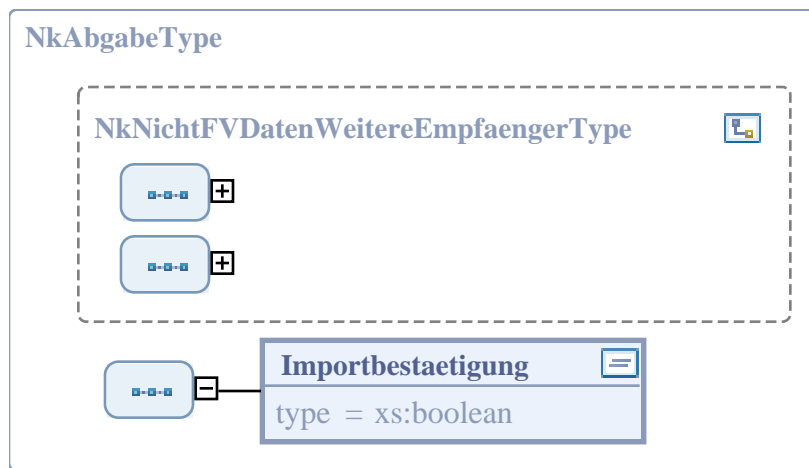 NkAbgabeType
NkNichtFVDatenWeitereEmpfaengerType
Importbestaetigung
type = xs:boolean